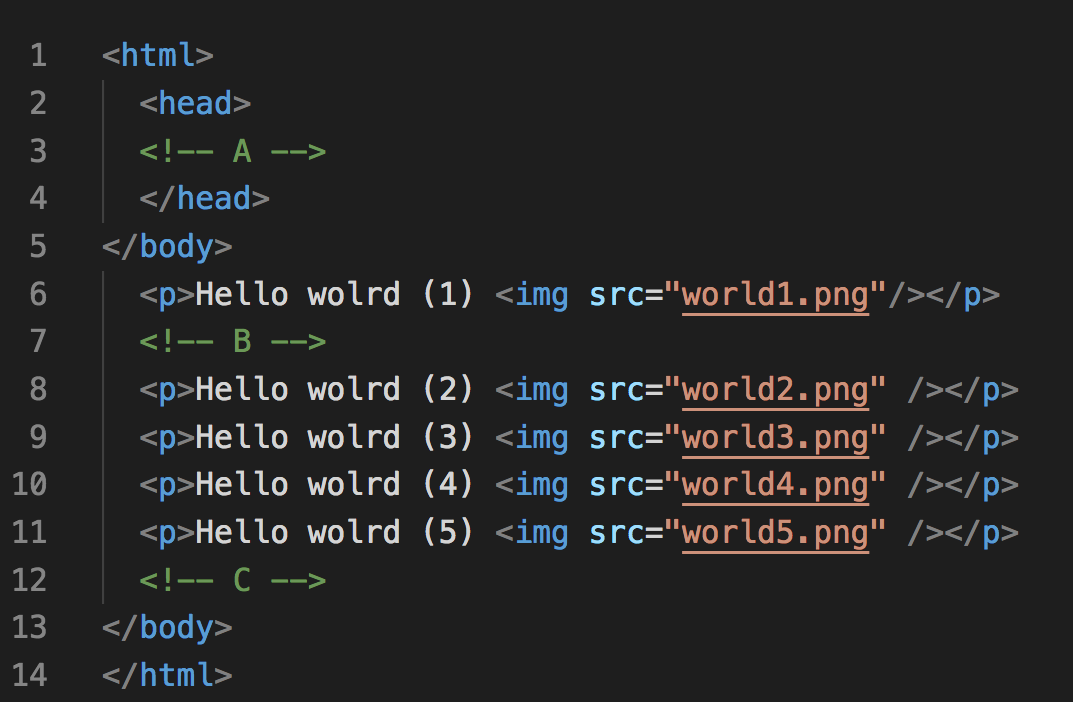 1 <html>
2 <head>
3 <!-- A -->
4 </head>
5 </body>
6 <p>Hello wolrd (1) <img src="world1.png"/></p>
7 <!-- B -->
8 <p>Hello wolrd (2) <img src="world2.png" /></p>
9 <p>Hello wolrd (3) <img src="world3.png" /></p>
10 <p>Hello wolrd (4) <img src="world4.png" /></p>
11 <p>Hello wolrd (5) <img src="world5.png" /></p>
12 <!-- C -->
13 </body>
14 </html>